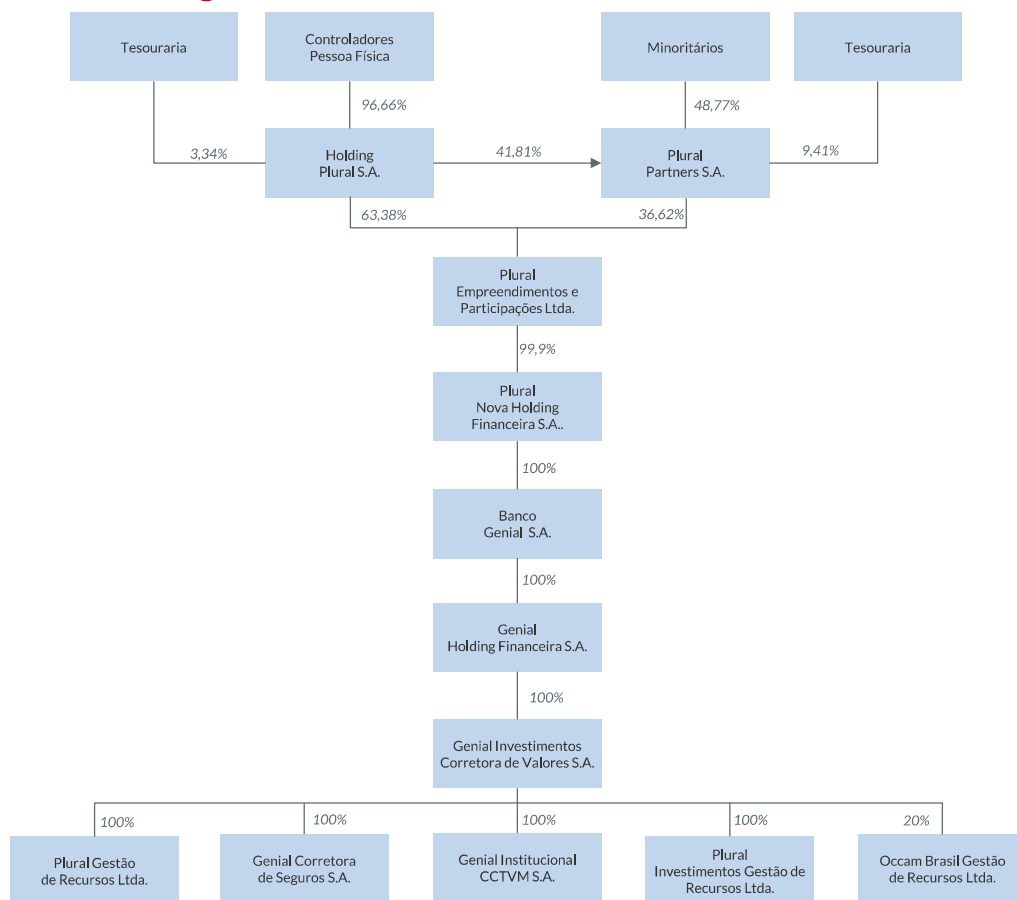 Tesouraria
Controladores
Pessoa Física
Minoritários
Tesouraria
96,66%
48,77%
3,34%
Holding
Plural S.A.
41,81%
Plural
Partners S.A.
9,41%
63,38%
36,62%
Plural
Empreendimentos e
Participações Ltda.
99,9%
Plural
Nova Holding
Financeira S.A..
100%
Banco
Genial S.A.
100%
Genial
Holding Financeira S.A.
100%
Genial Investimentos
Corretora de Valores S.A.
100%
100%
100%
100%
20%
Plural Gestão
de Recursos Ltda.
Genial Corretora
de Seguros S.A.
Genial Institucional
CCTVM S.A.
Plural
Investimentos Gestão de
Recursos Ltda.
Occam Brasil Gestão
de Recursos Ltda.